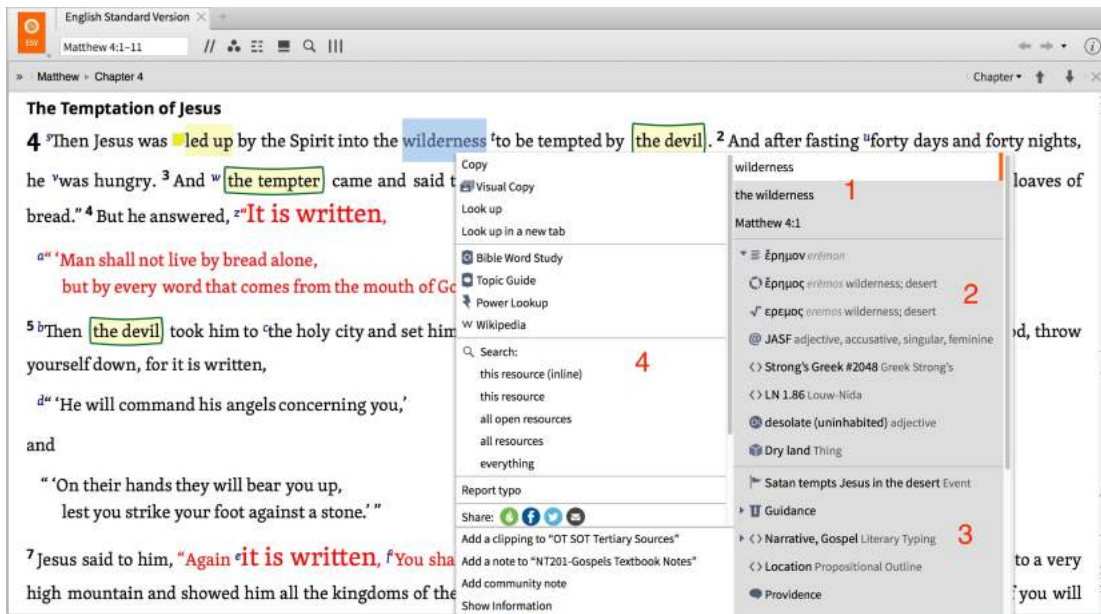 English Standard Version
ESV
Matthew 4:1–11
» Matthew Chapter 4
Chapter
The Temptation of Jesus
4 sThen Jesus was led up by the Spirit into the wilderness tto be tempted by the devil. 2 And after fasting uforty days and forty nights,
he vwas hungry. 3 And w the tempter came and said t
loaves of
bread.” 4 But he answered, z“It is written,
a“ ‘Man shall not live by bread alone,
but by every word that comes from the mouth of Go
5 bThen the devil took him to cthe holy city and set him
od, throw
yourself down, for it is written,
d“ ‘He will command his angels concerning you,’
and
“ ‘On their hands they will bear you up,
lest you strike your foot against a stone.’ ”
7 Jesus said to him, “Again eit is written, fYou sha
to a very
high mountain and showed him all the kingdoms of the
you will
Copy
Visual Copy
Look up
Look up in a new tab
Bible Word Study
Topic Guide
Power Lookup
W Wikipedia
Search:
this resource (inline)
this resource
all open resources
all resources
everything
4
Report typo
Share:
Add a clipping to “OT SOT Tertiary Sources”
Add a note to “NT201-Gospels Textbook Notes”
Add community note
Show Information
wilderness
the wilderness
1
Matthew 4:1
ἔρημον erēmon
ἔρημος erēmos wilderness; desert
2
ερεμος eremos wilderness; desert
@ JASF adjective, accusative, singular, feminine
<> Strong's Greek #2048 Greek Strong's
<> LN 1.86 Louw-Nida
desolate (uninhabited) adjective
Dry land Thing
Satan tempts Jesus in the desert Event
Guidance
<> Narrative, Gospel Literary Typing
3
<> Location Propositional Outline
Providence